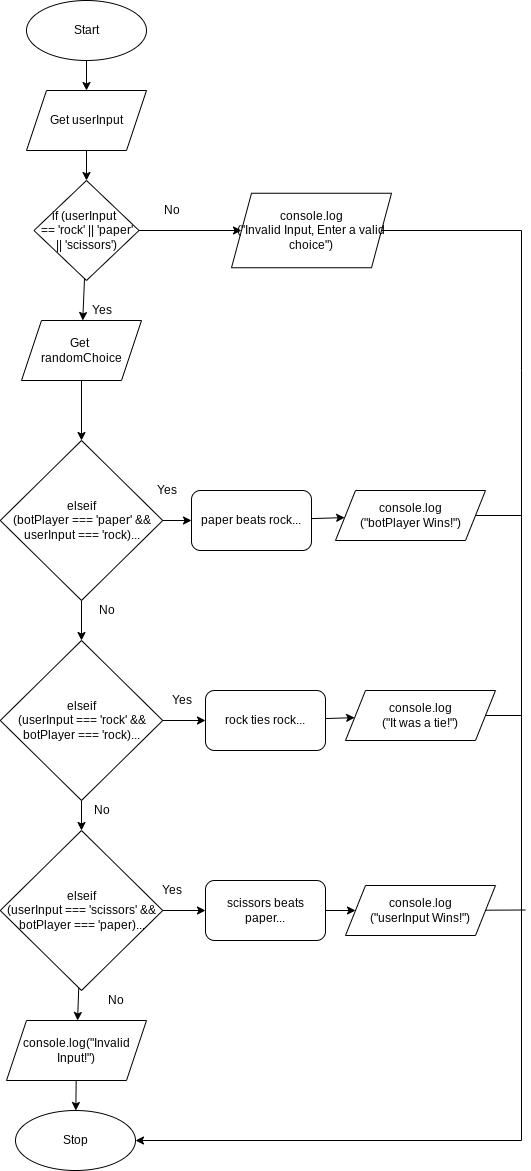 Start
Get userInput
if (userInput
== 'rock' || 'paper'
|| 'scissors')
No
console.log
("Invalid Input, Enter a valid
choice")
Yes
Get
randomChoice
elseif
(botPlayer === 'paper' &&
userInput === 'rock)...
Yes
paper beats rock...
console.log
("botPlayer Wins!")
No
elseif
(userInput === 'rock' &&
botPlayer === 'rock)...
Yes
rock ties rock...
console.log
("It was a tie!")
No
elseif
(userInput === 'scissors' &&
botPlayer === 'paper)...
Yes
scissors beats
paper...
console.log
("userInput Wins!")
No
console.log("Invalid
Input!")
Stop